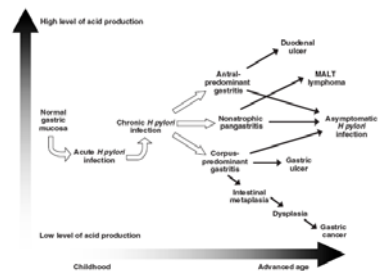 High level of acid production
Duodenal
ulcer
Antral-
predominant
gastritis
MALT
lymphoma
Normal
gastric
mucosa
Chronic H pylori
infection
Nonstrophic
pangastritis
Asymptomatic
H pylori
infection
Acute H pylori
infection
Corpus-
predominant
gastritis
Gastric
ulcer
Intestinal
metaplasia
Dysplasia
Gastric
cancer
Low level of acid production
Childhood
Advanced age